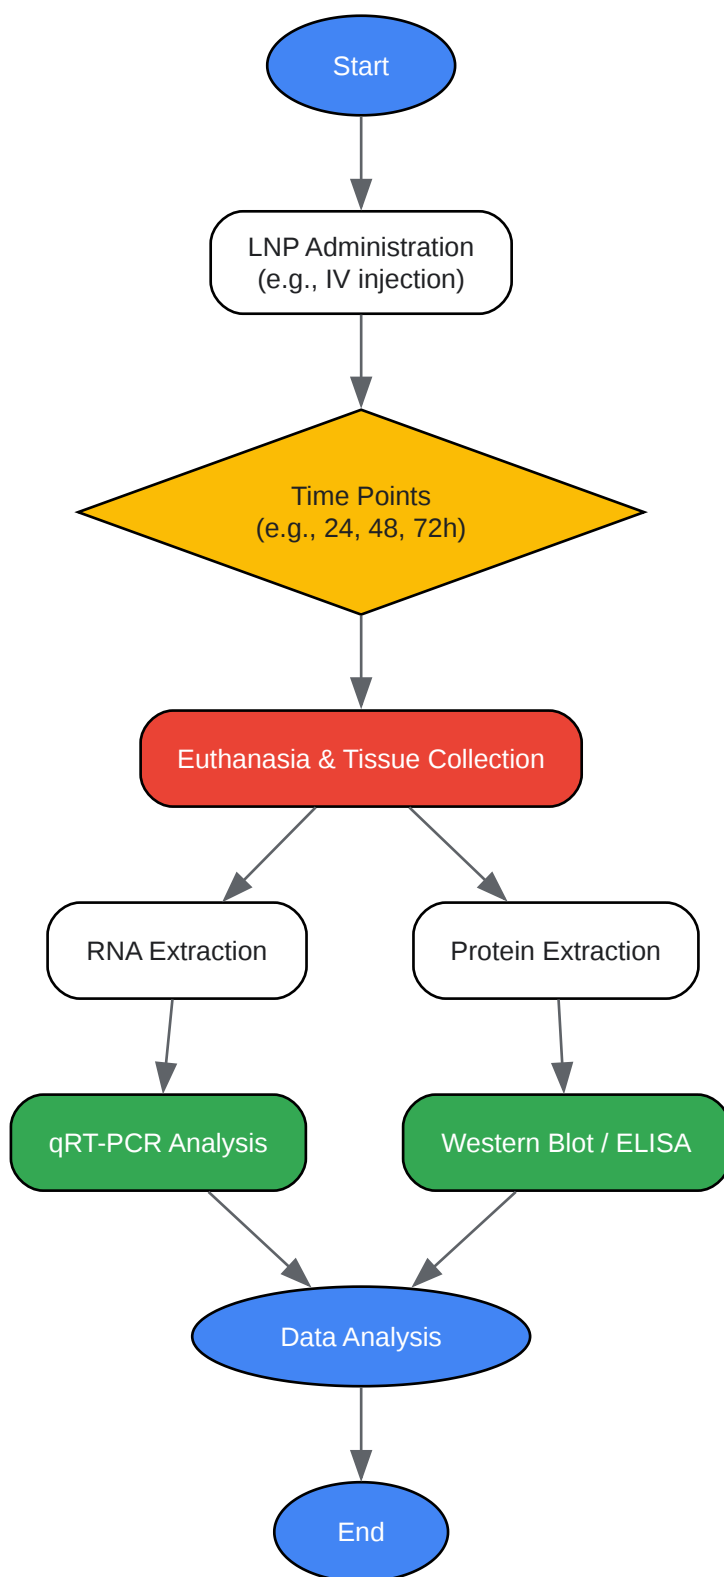 Start
LNP Administration
(e.g., IV injection)
Time Points
(e.g., 24, 48, 72h)
Euthanasia & Tissue Collection
RNA Extraction
Protein Extraction
qRT-PCR Analysis
Western Blot / ELISA
Data Analysis
End